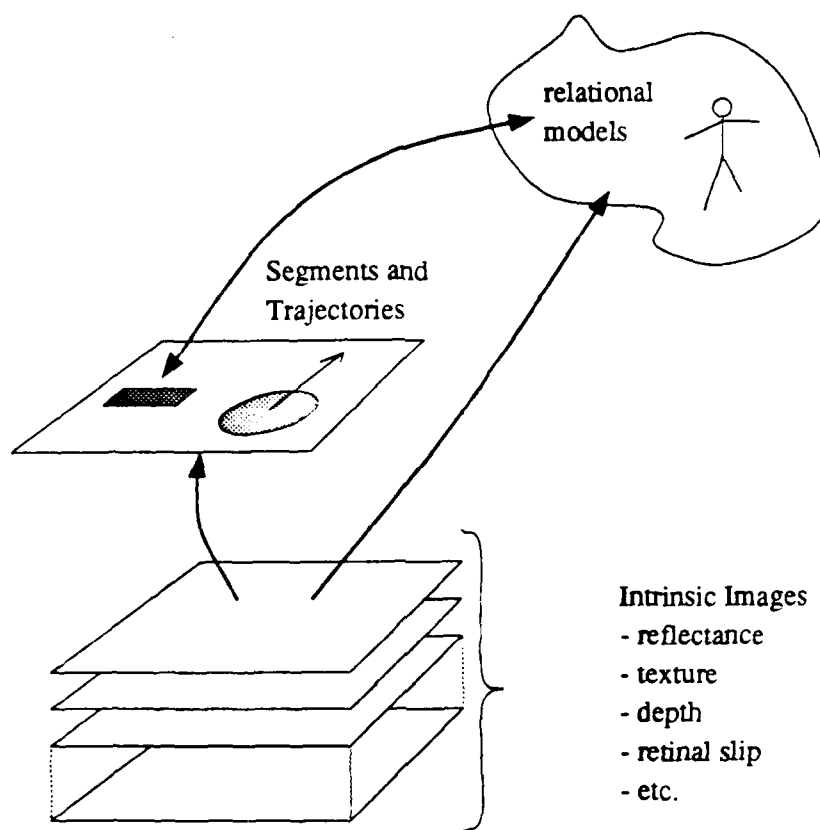 relational
models
Segments and
Trajectories
Intrinsic Images
- reflectance
- texture
- depth
- retinal slip
- etc.